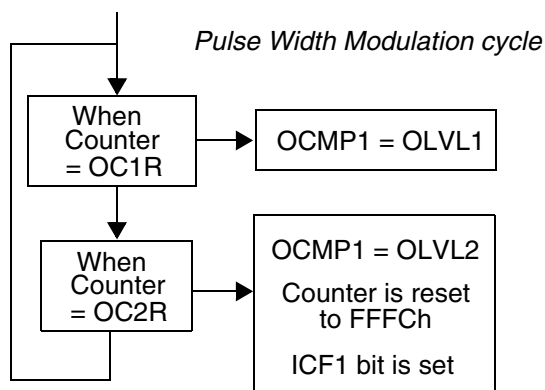 Pulse Width Modulation cycle
When
Counter
= OC1R
OCMP1 = OLVL1
When
Counter
= OC2R
OCMP1 = OLVL2
Counter is reset
to FFFCh
ICF1 bit is set